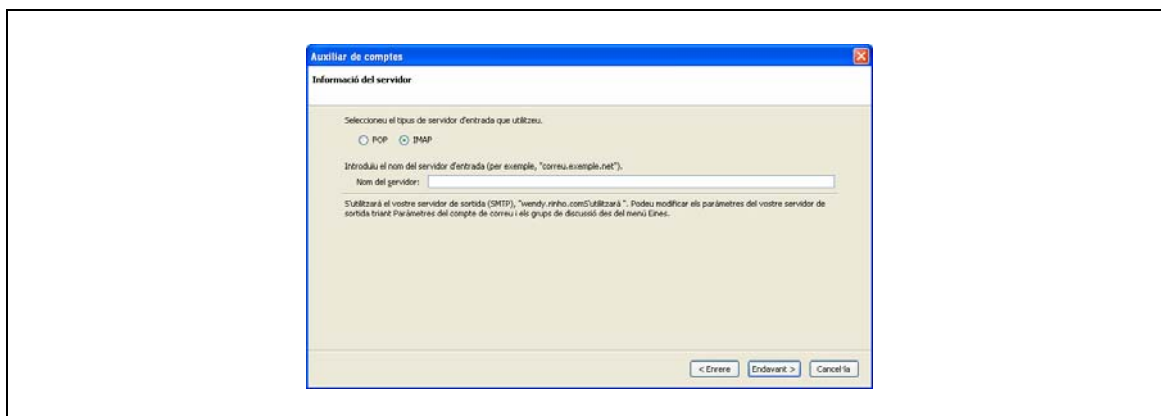 Auxiliar de comptes
Informació del servidor
Seleccioneu el tipus de servidor d'entrada que utilitzeu.
POP IMAP
Introduïu el nom del servidor d'entrada (per exemple, "correu.exemple.net").
Nom del servidor:
S'utilitzarà el vostre servidor de sortida (SMTP), "wendy.rinho.comS'utilitzarà ". Podeu modificar els paràmetres del vostre servidor de
sortida triant Paràmetres del compte de correu i els grups de discussió des del menú Eines.
< Enrere Endavant > Cancel·la